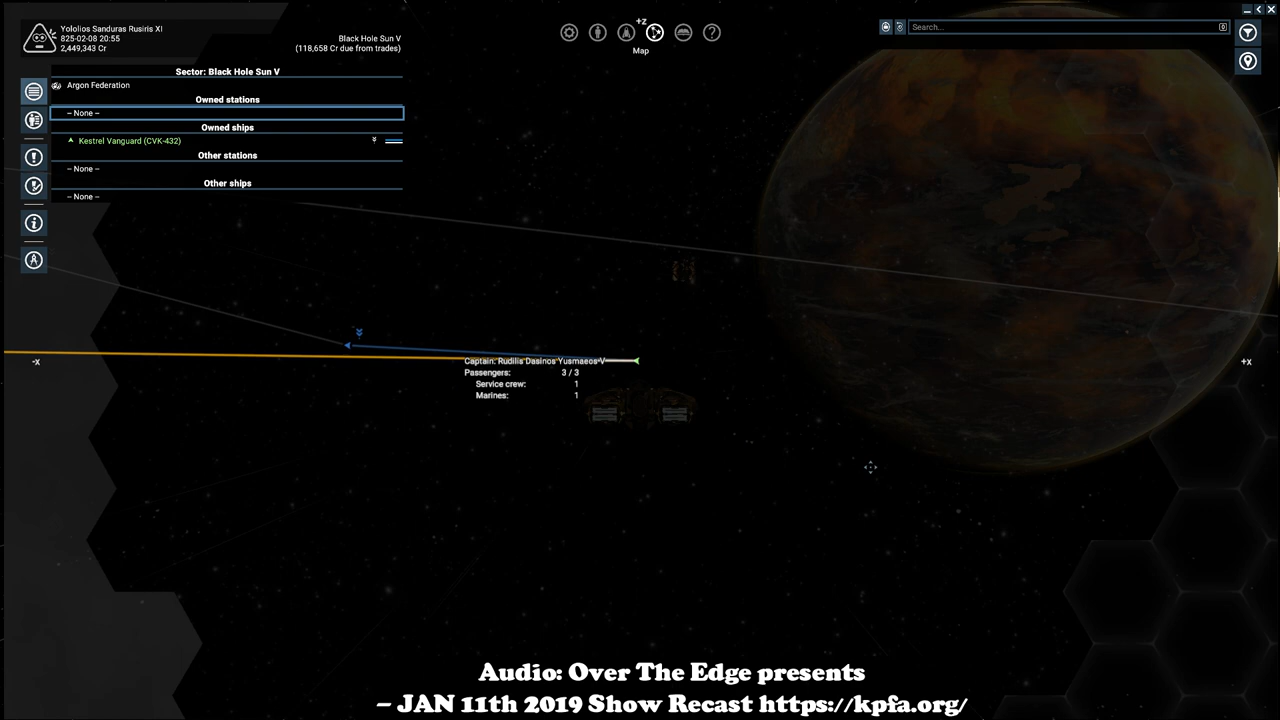 Yololios Sanduras Rusiris XI
825-02-08 20:55
2,449,343 Cr
Black Hole Sun V
(118,658 Cr due from trades)
+Z
Map
Search...
Sector: Black Hole Sun V
Argon Federation
Owned stations
-- None --
Owned ships
Kestrel Vanguard (CVK-432)
Other stations
-- None --
Other ships
-- None --
-X
+X
Captain: Rudilis Dasinos Yusmaeos V
Passengers: 3 / 3
Service crew: 1
Marines: 1
Audio: Over The Edge presents
– JAN 11th 2019 Show Recast https://kpfa.org/